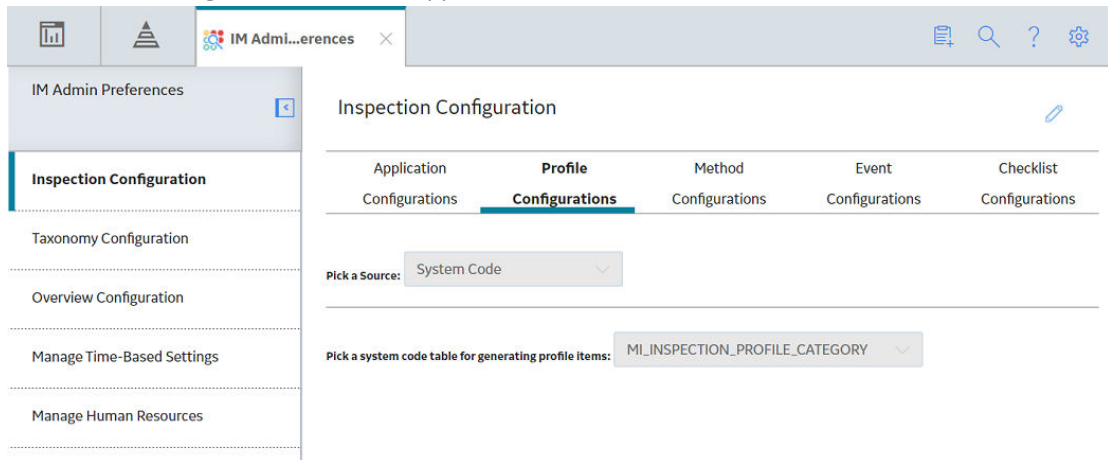 IM Admi...erences
IM Admin Preferences
Inspection Configuration
Taxonomy Configuration
Overview Configuration
Manage Time-Based Settings
Manage Human Resources
Inspection Configuration
Application Configurations
Profile Configurations
Method Configurations
Event Configurations
Checklist Configurations
Pick a Source: System Code
Pick a system code table for generating profile items: MI_INSPECTION_PROFILE_CATEGORY